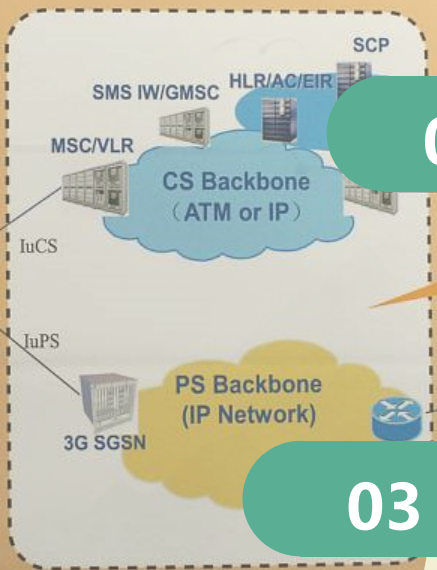 SCP
HLR/AC/EIR
SMS IW/GMSC
MSC/VLR
CS Backbone
（ATM or IP）
IuCS
IuPS
PS Backbone
(IP Network)
3G SGSN
03